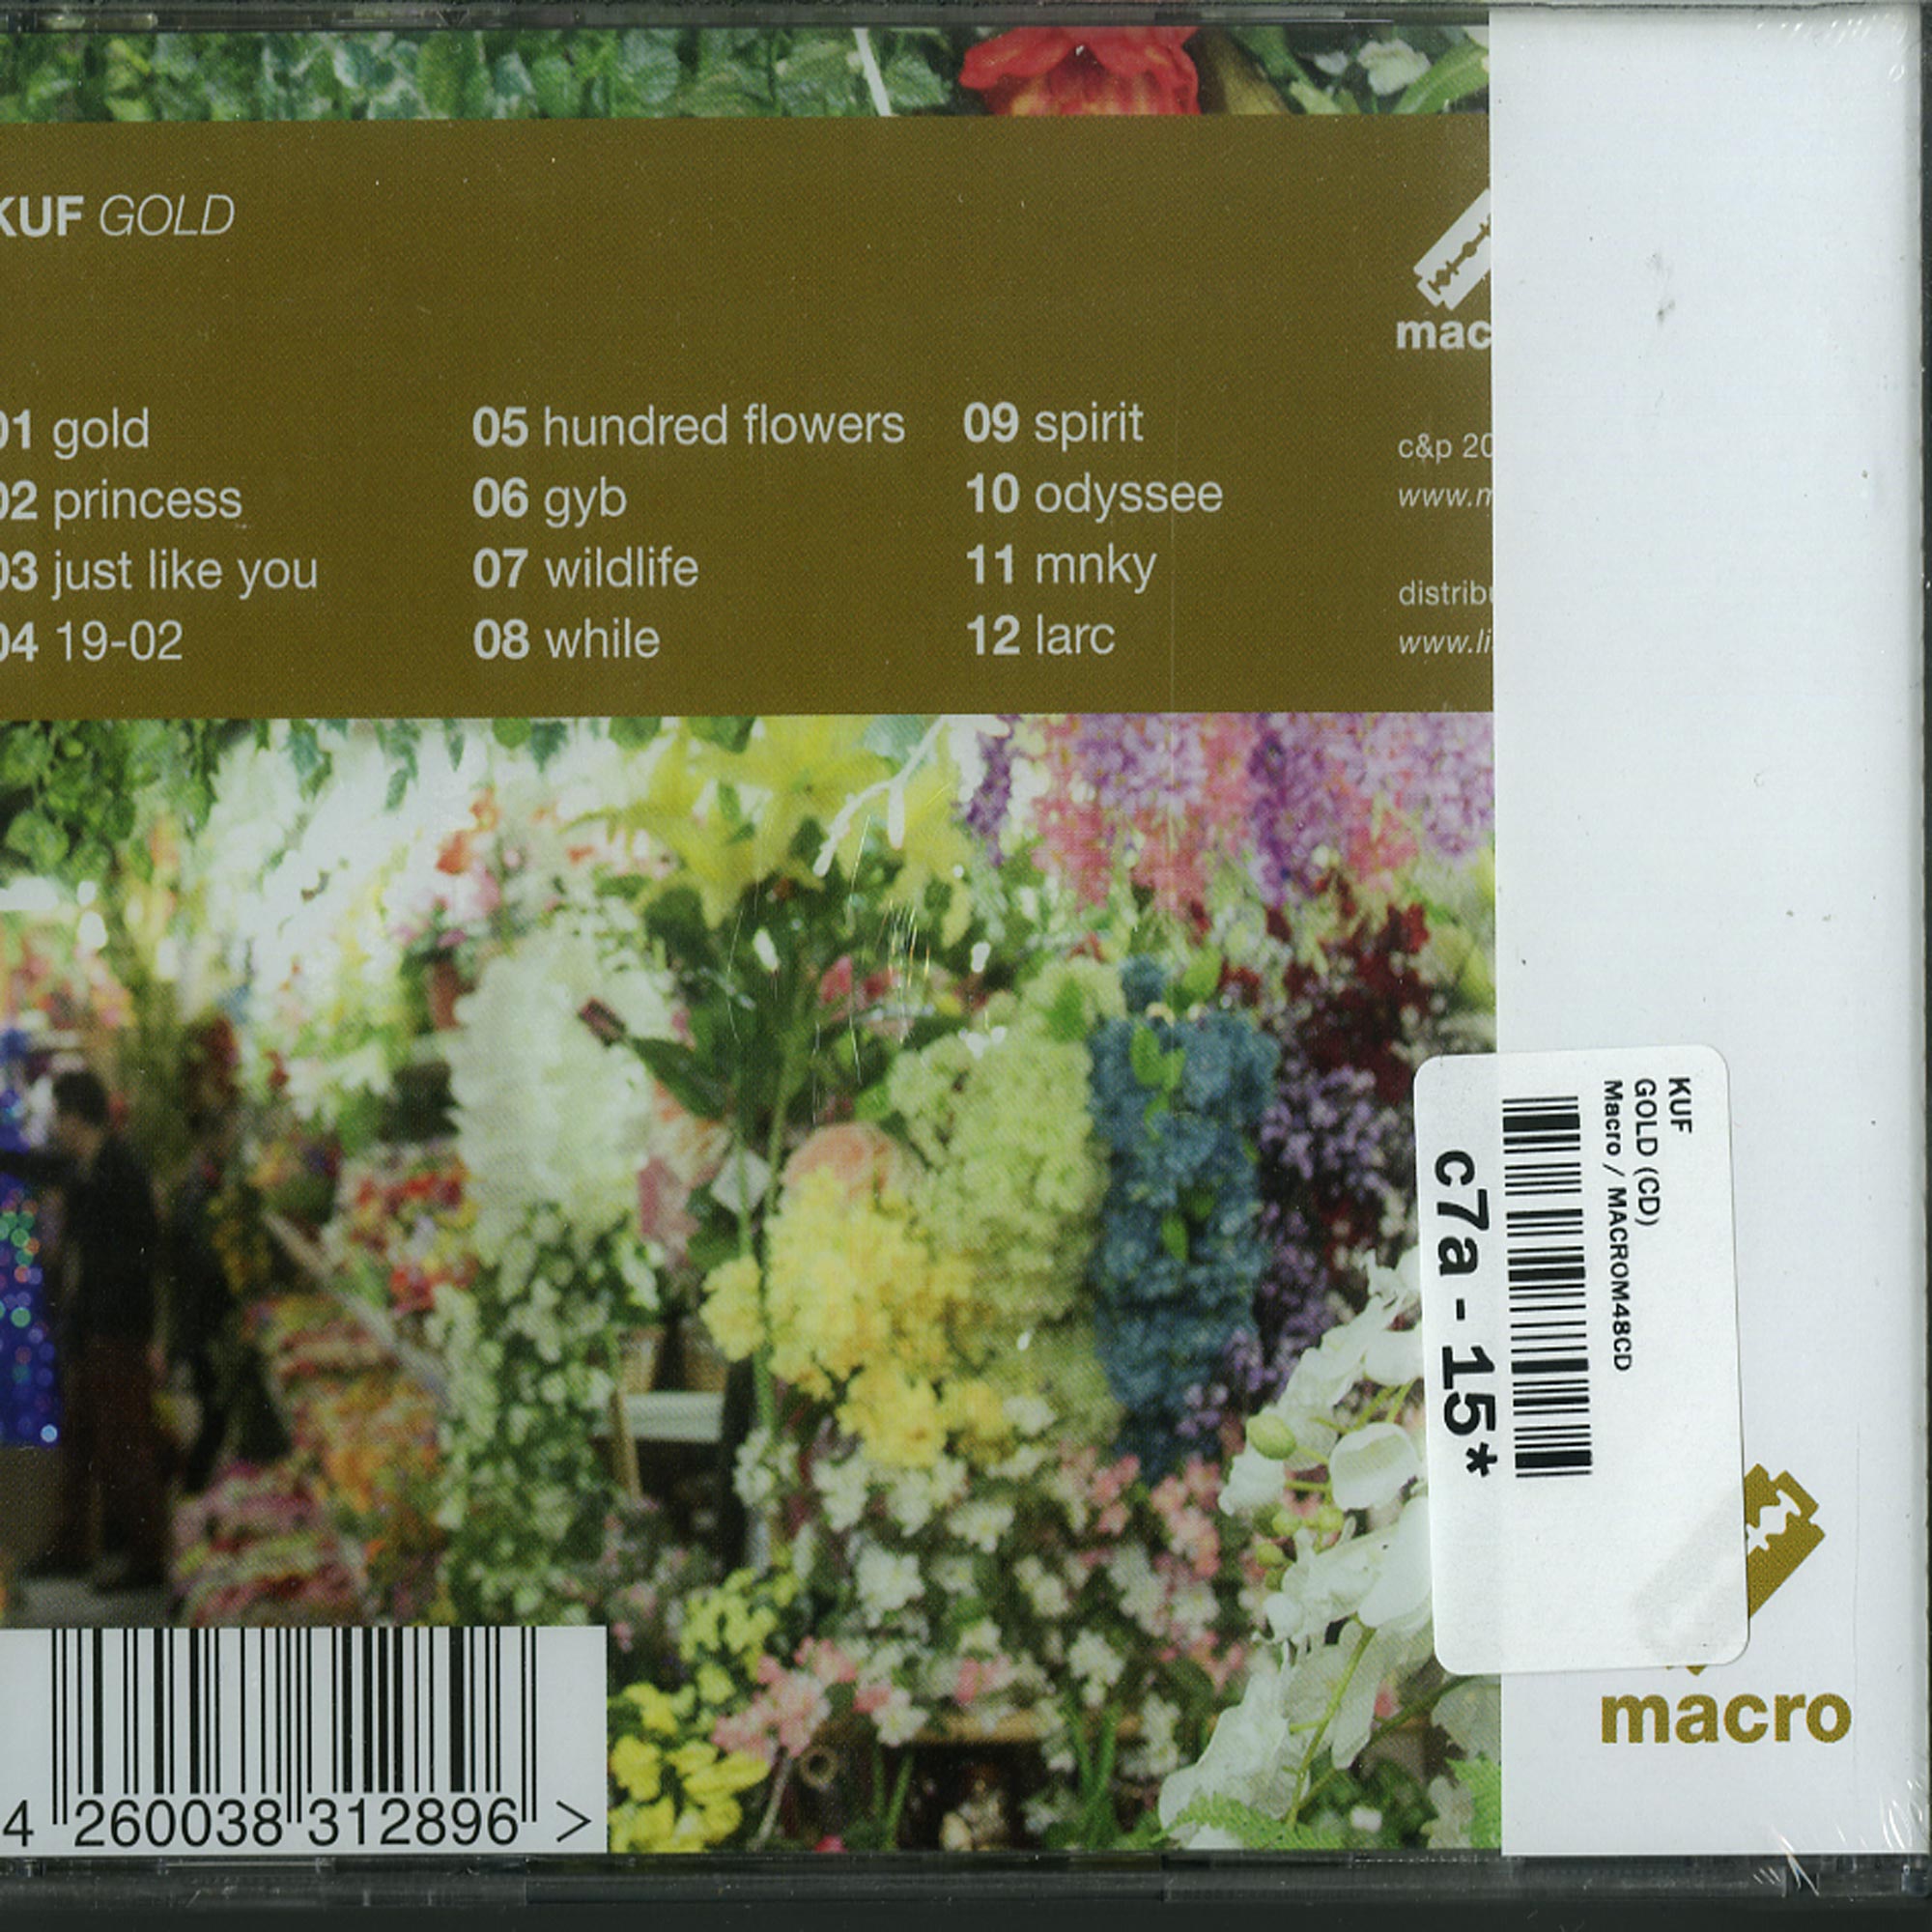 KUF GOLD
01 gold
02 princess
03 just like you
04 19-02
05 hundred flowers
06 gyb
07 wildlife
08 while
09 spirit
10 odyssee
11 mnky
12 larc
mac
c&p 20
www.m
distribu
www.li
KUF
GOLD (CD)
Macro / MACROM48CD
c7a - 15*
macro
4 260038 312896 >